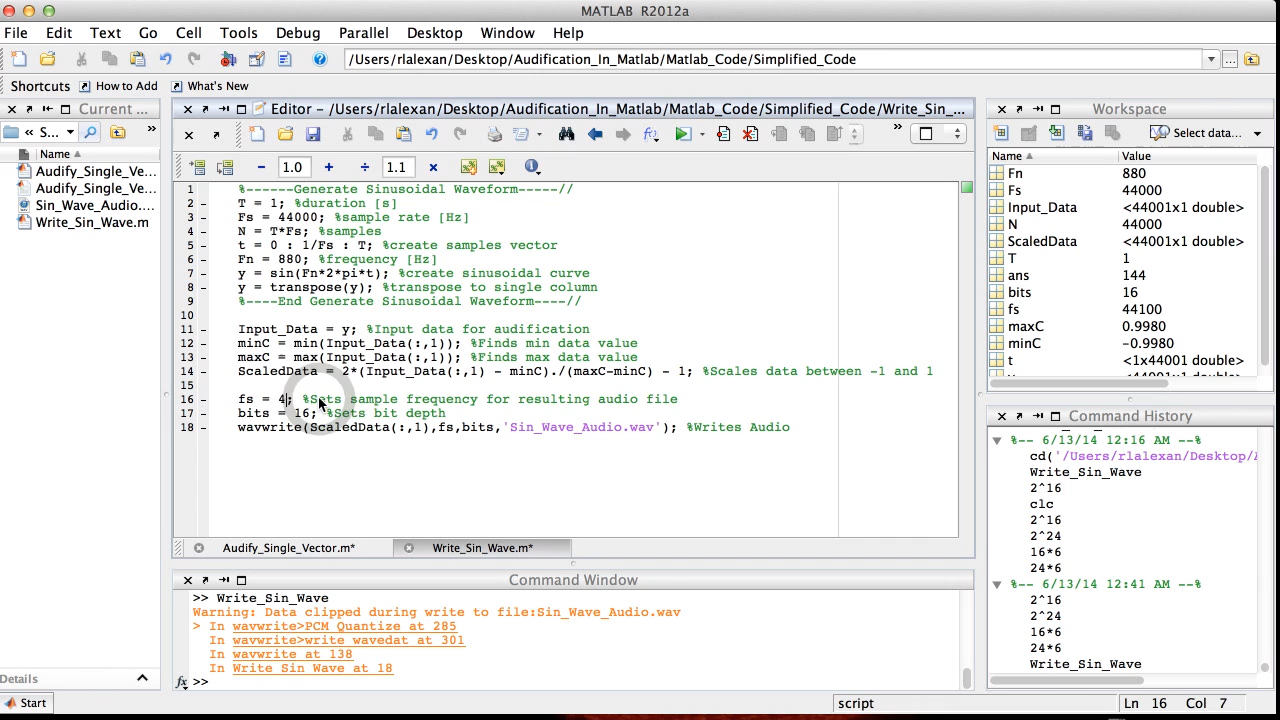 MATLAB R2012a
File Edit Text Go Cell Tools Debug Parallel Desktop Window Help
/Users/rlalexan/Desktop/Audification_In_Matlab/Matlab_Code/Simplified_Code
Shortcuts How to Add What's New
Current ...
« S...
Name
Audify_Single_Ve...
Audify_Single_Ve...
Sin_Wave_Audio....
Write_Sin_Wave.m
Details
Start
Editor - /Users/rlalexan/Desktop/Audification_In_Matlab/Matlab_Code/Simplified_Code/Write_Sin_...
- 1.0 + ÷ 1.1 ×
1 %------Generate Sinusoidal Waveform-----//
2 - T = 1; %duration [s]
3 - Fs = 44000; %sample rate [Hz]
4 - N = T*Fs; %samples
5 - t = 0 : 1/Fs : T; %create samples vector
6 - Fn = 880; %frequency [Hz]
7 - y = sin(Fn*2*pi*t); %create sinusoidal curve
8 - y = transpose(y); %transpose to single column
9 %----End Generate Sinusoidal Waveform----//
10
11 - Input_Data = y; %Input data for audification
12 - minC = min(Input_Data(:,1)); %Finds min data value
13 - maxC = max(Input_Data(:,1)); %Finds max data value
14 - ScaledData = 2*(Input_Data(:,1) - minC)./(maxC-minC) - 1; %Scales data between -1 and 1
15
16 - fs = 4; %Sets sample frequency for resulting audio file
17 - bits = 16; %Sets bit depth
18 - wavwrite(ScaledData(:,1),fs,bits,'Sin_Wave_Audio.wav'); %Writes Audio
Audify_Single_Vector.m* Write_Sin_Wave.m*
Command Window
>> Write_Sin_Wave
Warning: Data clipped during write to file:Sin_Wave_Audio.wav
> In wavwrite>PCM_Quantize at 285
In wavwrite>write_wavedat at 301
In wavwrite at 138
In Write_Sin_Wave at 18
fx >>
Workspace
Select data...
Name Value
Fn 880
Fs 44000
Input_Data <44001x1 double>
N 44000
ScaledData <44001x1 double>
T 1
ans 144
bits 16
fs 44100
maxC 0.9980
minC -0.9980
t <1x44001 double>
Command History
%-- 6/13/14 12:16 AM --%
cd('/Users/rlalexan/Desktop/
Write_Sin_Wave
2^16
clc
2^16
2^24
16*6
24*6
%-- 6/13/14 12:41 AM --%
2^16
2^24
16*6
24*6
Write_Sin_Wave
script Ln 16 Col 7